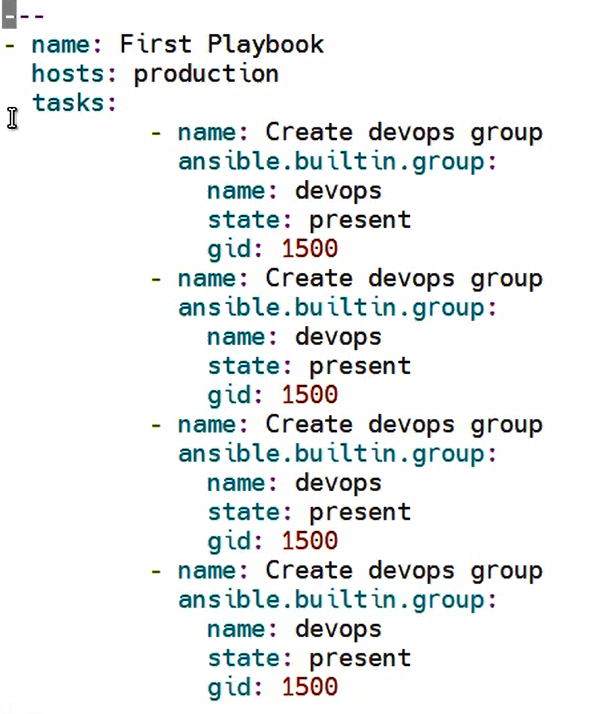 ---
- name: First Playbook
  hosts: production
  tasks:
          - name: Create devops group
            ansible.builtin.group:
              name: devops
              state: present
              gid: 1500
          - name: Create devops group
            ansible.builtin.group:
              name: devops
              state: present
              gid: 1500
          - name: Create devops group
            ansible.builtin.group:
              name: devops
              state: present
              gid: 1500
          - name: Create devops group
            ansible.builtin.group:
              name: devops
              state: present
              gid: 1500